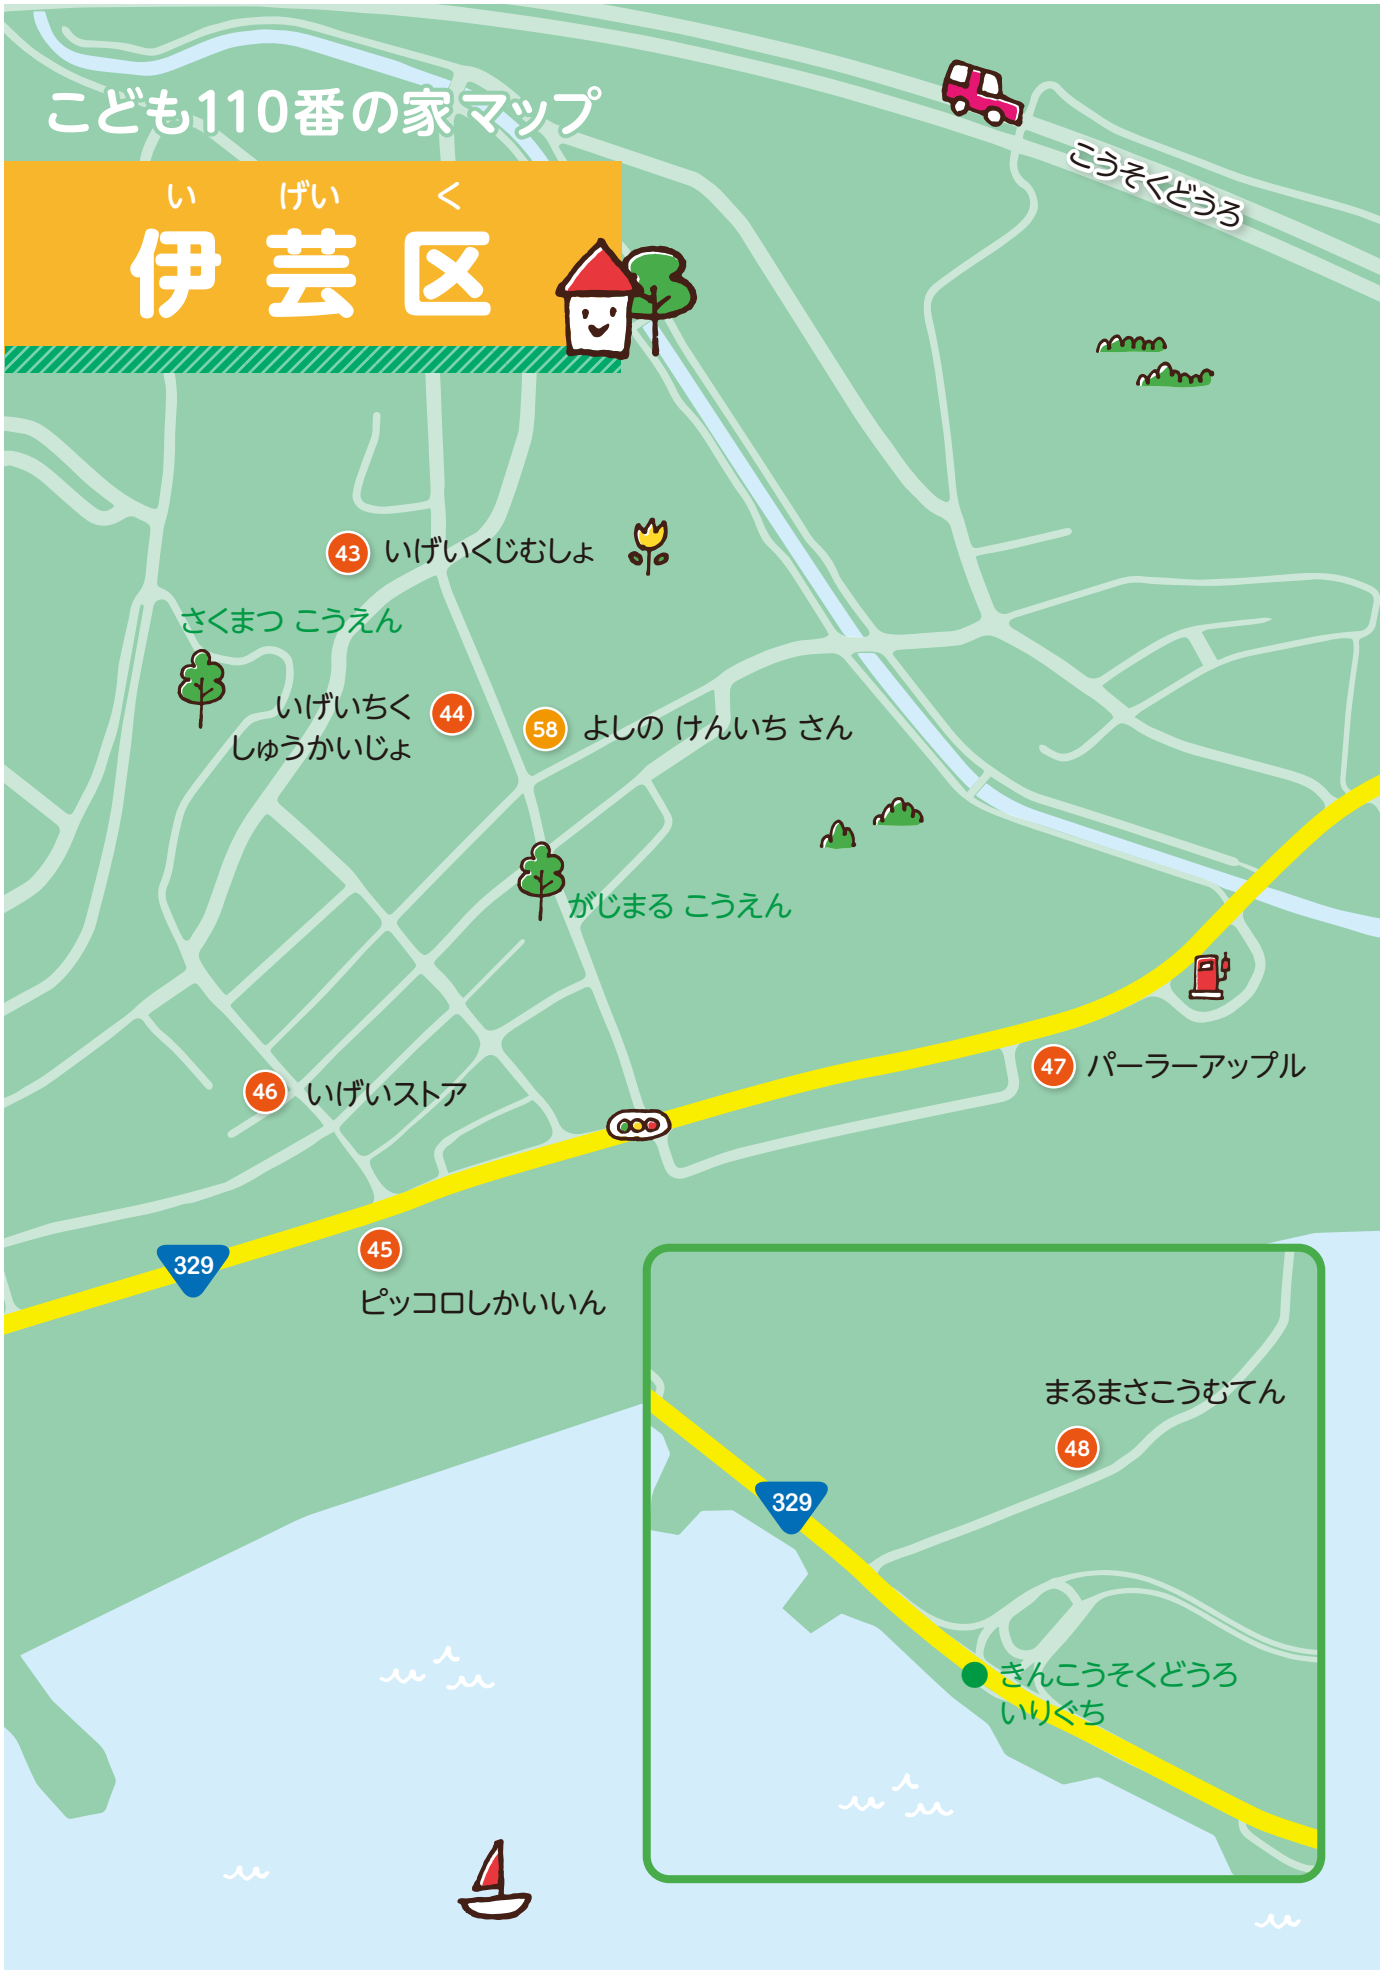 こども110番の家マップ
い げい く
伊芸区
こうそくどうろ
43 いげいくじむしょ
さくまつ こうえん
いげいちく 44
しゅうかいじょ
58 よしの けんいち さん
がじまる こうえん
47 パーラーアップル
46 いげいストア
329
45
ピッコロしかいいん
まるまさこうむてん
48
329
きんこうそくどうろ
いりぐち